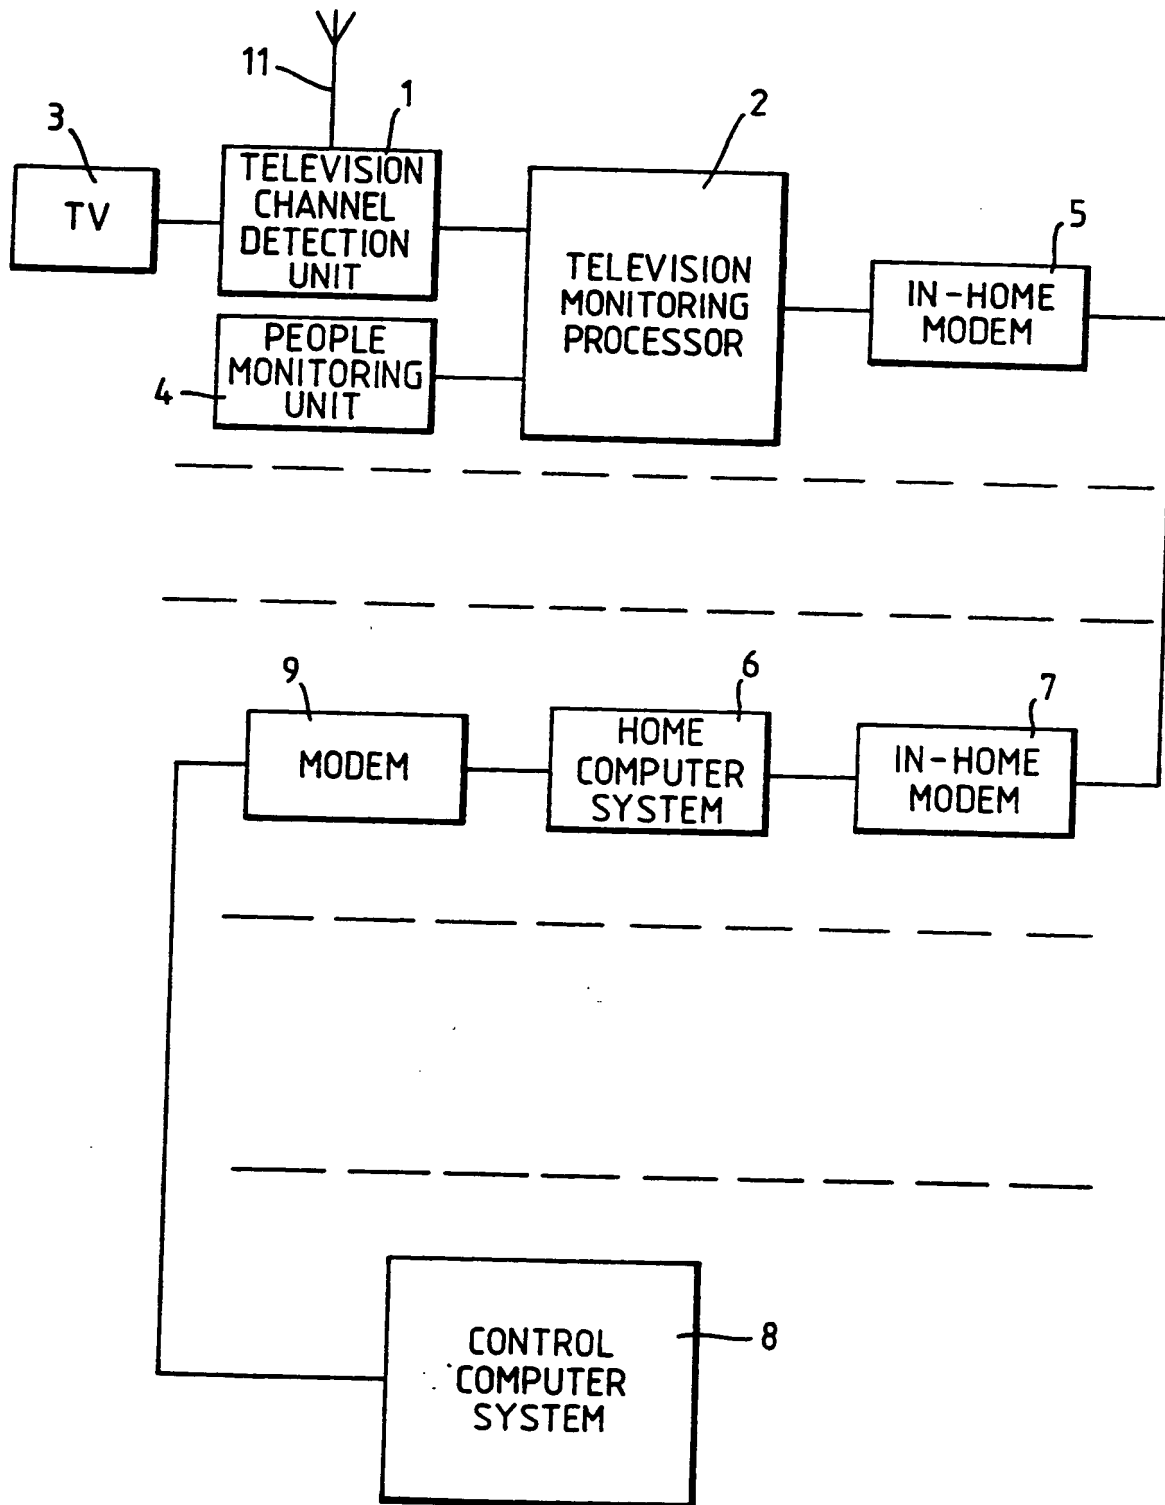 11
1
2
3
TELEVISION
CHANNEL
DETECTION
UNIT
TV
5
TELEVISION
MONITORING
PROCESSOR
IN-HOME
MODEM
PEOPLE
MONITORING
UNIT
4
9
6
7
MODEM
HOME
COMPUTER
SYSTEM
IN-HOME
MODEM
8
CONTROL
COMPUTER
SYSTEM